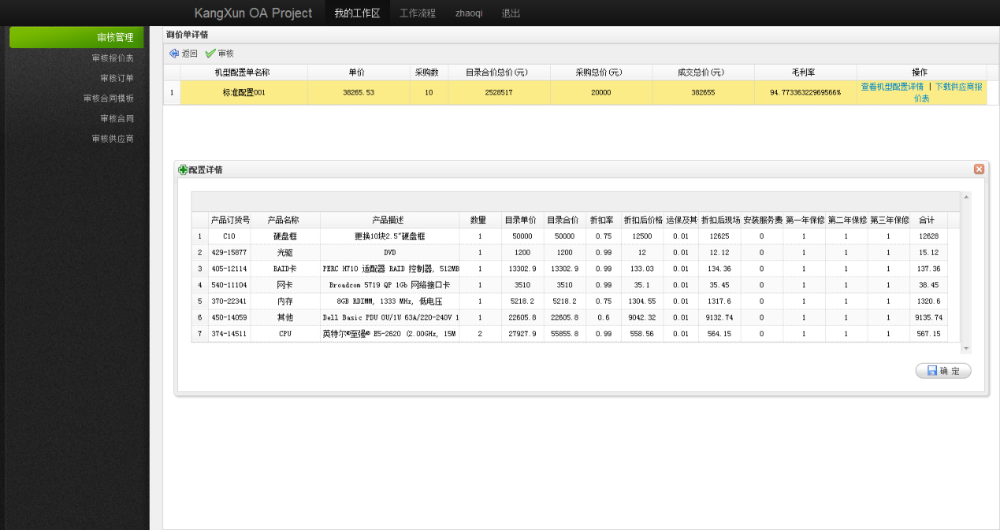 KangXun OA Project 我的工作区 工作流程 zhaoqi 退出
审核管理
审核报价表
审核订单
审核合同模板
审核合同
审核供应商
询价单详情
返回 审核
机型配置单名称 单价 采购数 目录合价总价(元) 采购总价(元) 成交总价(元) 毛利率 操作
1 标准配置001 38265.53 10 2528517 20000 382655 94.77336322969566% 查看机型配置详情 | 下载供应商报
价表
配置详情
产品订货号 产品名称 产品描述 数量 目录单价 目录合价 折扣率 折扣后价格 运保及其 折扣后现场 安装服务费 第一年保修 第二年保修 第三年保修 合计
1 C10 硬盘框 更换10块2.5"硬盘框 1 50000 50000 0.75 12500 0.01 12625 0 1 1 1 12628
2 429-15877 光驱 DVD 1 1200 1200 0.99 12 0.01 12.12 0 1 1 1 15.12
3 405-12114 RAID卡 PERC H710 适配器 RAID 控制器, 512MB 1 13302.9 13302.9 0.99 133.03 0.01 134.36 0 1 1 1 137.36
4 540-11104 网卡 Broadcom 5719 QP 1Gb 网络接口卡 1 3510 3510 0.99 35.1 0.01 35.45 0 1 1 1 38.45
5 370-22341 内存 8GB RDIMM, 1333 MHz, 低电压 1 5218.2 5218.2 0.75 1304.55 0.01 1317.6 0 1 1 1 1320.6
6 450-14059 其他 Dell Basic PDU 0U/1U 63A/220-240V 1 1 22605.8 22605.8 0.6 9042.32 0.01 9132.74 0 1 1 1 9135.74
7 374-14511 CPU 英特尔®至强® E5-2620 (2.00GHz, 15M 2 27927.9 55855.8 0.99 558.56 0.01 564.15 0 1 1 1 567.15
确 定